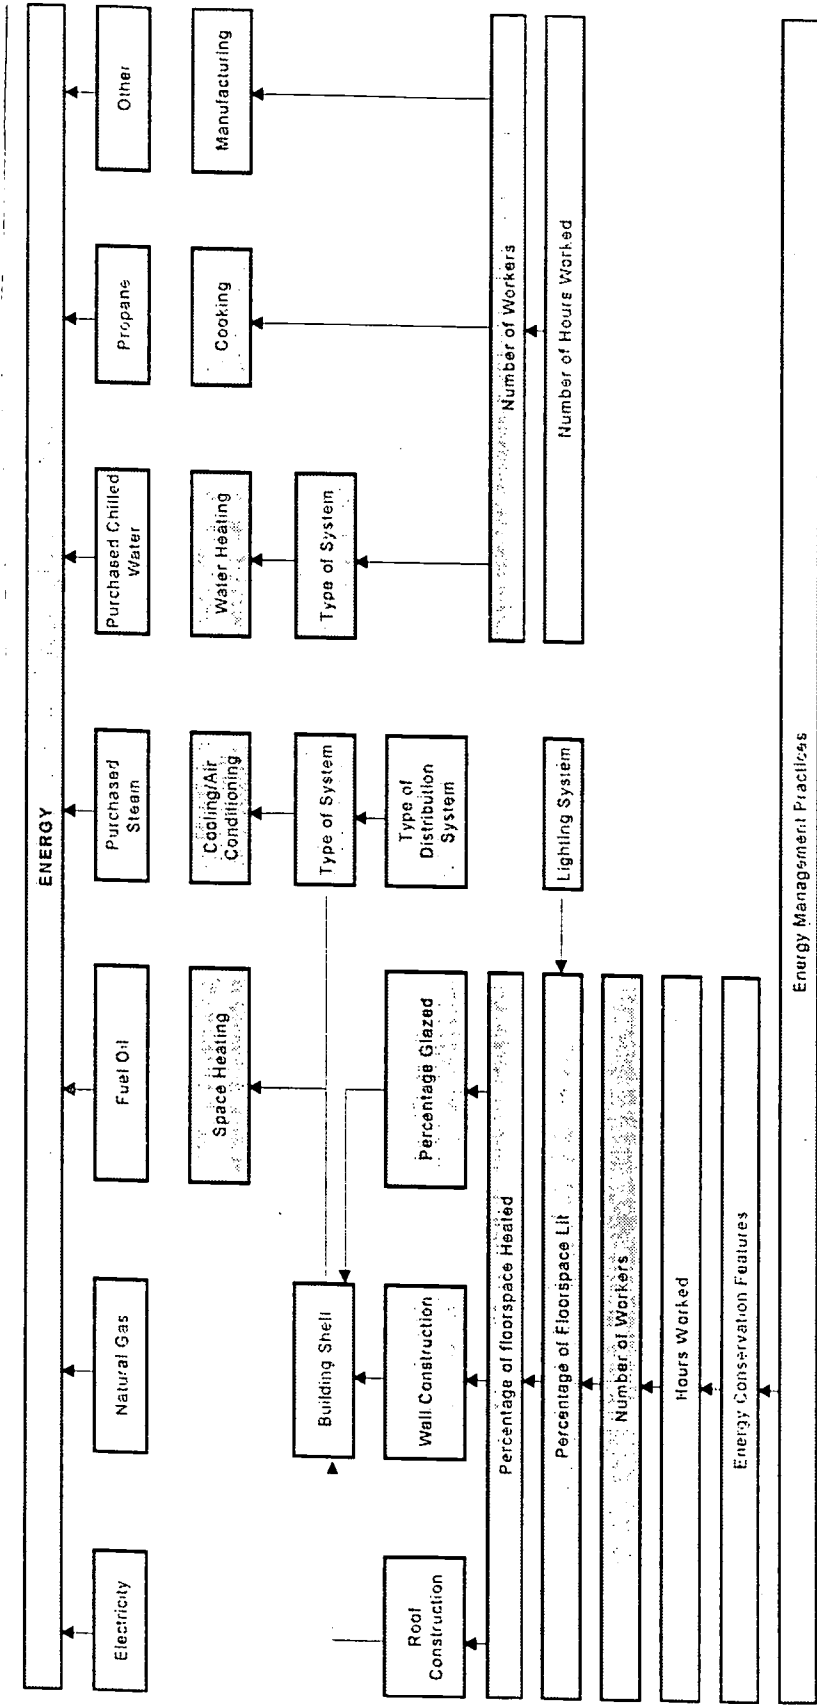 ENERGY
Electricity
Natural Gas
Fuel Oil
Purchased
Steam
Purchased Chilled
Water
Propane
Other
Space Heating
Cooling/Air
Conditioning
Water Heating
Cooking
Manufacturing
Building Shell
Type of System
Type of System
Roof
Construction
Wall Construction
Percentage Glazed
Type of
Distribution
System
Percentage of floorspace Heated
Number of Workers
Percentage of Floorspace Lit
Lighting System
Number of Hours Worked
Number of Workers
Hours Worked
Energy Conservation Features
Energy Management Practices